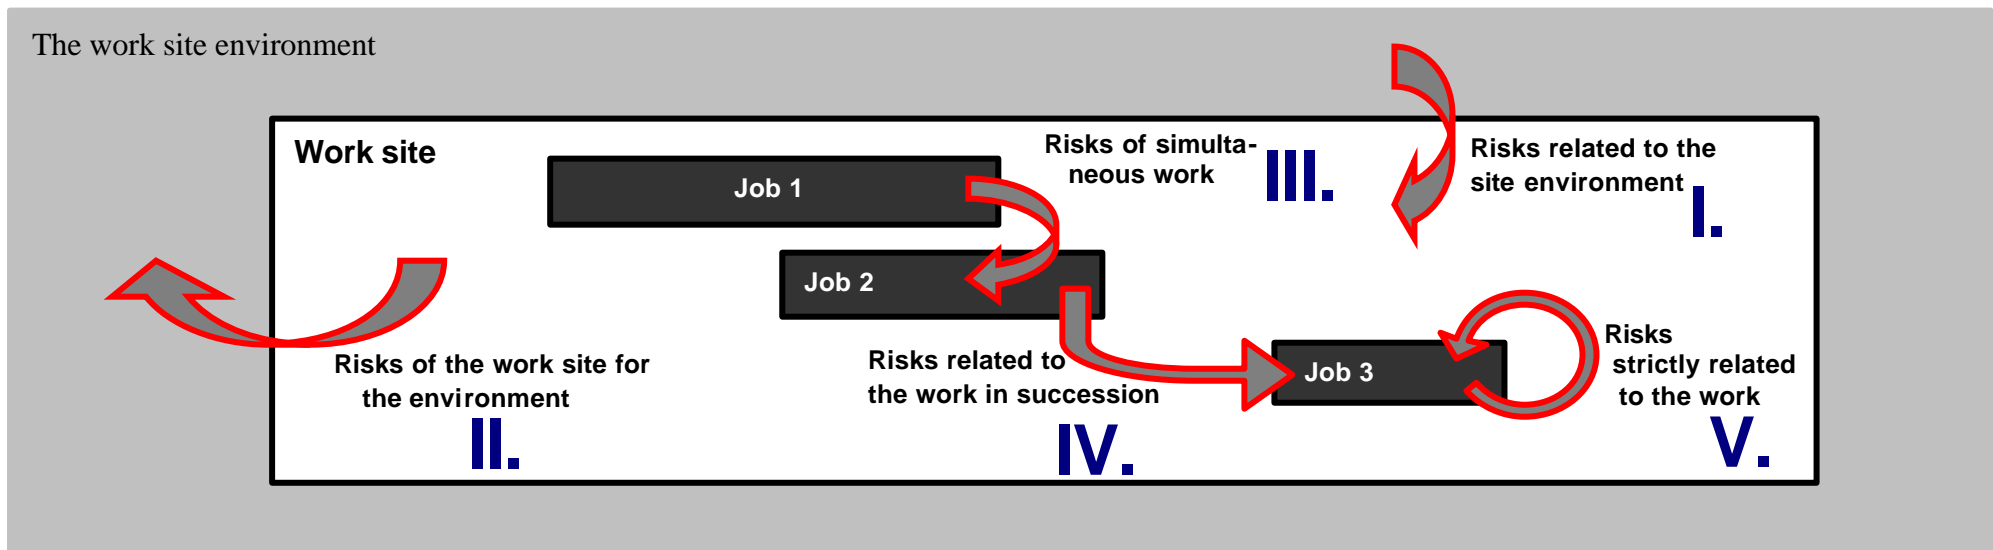 The work site environment
Work site
Job 1
Risks of simulta-
neous work
III.
Risks related to the
site environment
I.
Job 2
Risks of the work site for
the environment
II.
Risks related to
the work in succession
IV.
Job 3
Risks
strictly related
to the work
V.